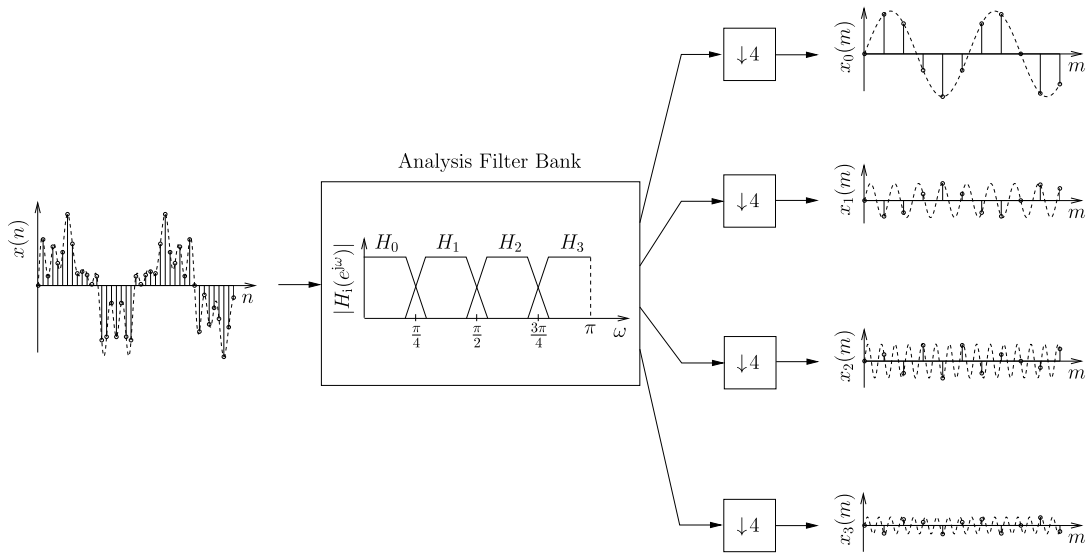 x(n)
n
Analysis Filter Bank
|H_i(e^{jω})|
H_0 H_1 H_2 H_3
π/4 π/2 3π/4 π ω
↓4
x_0(m)
m
↓4
x_1(m)
m
↓4
x_2(m)
m
↓4
x_3(m)
m